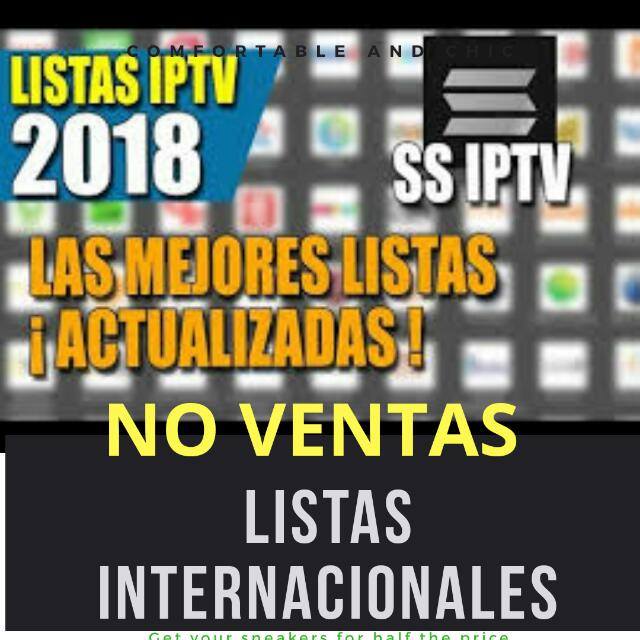 COMFORTABLE AND CHIC
LISTAS IPTV
2018
SS IPTV
LAS MEJORES LISTAS
¡ ACTUALIZADAS !
NO VENTAS
LISTAS
INTERNACIONALES
Get your sneakers for half the price